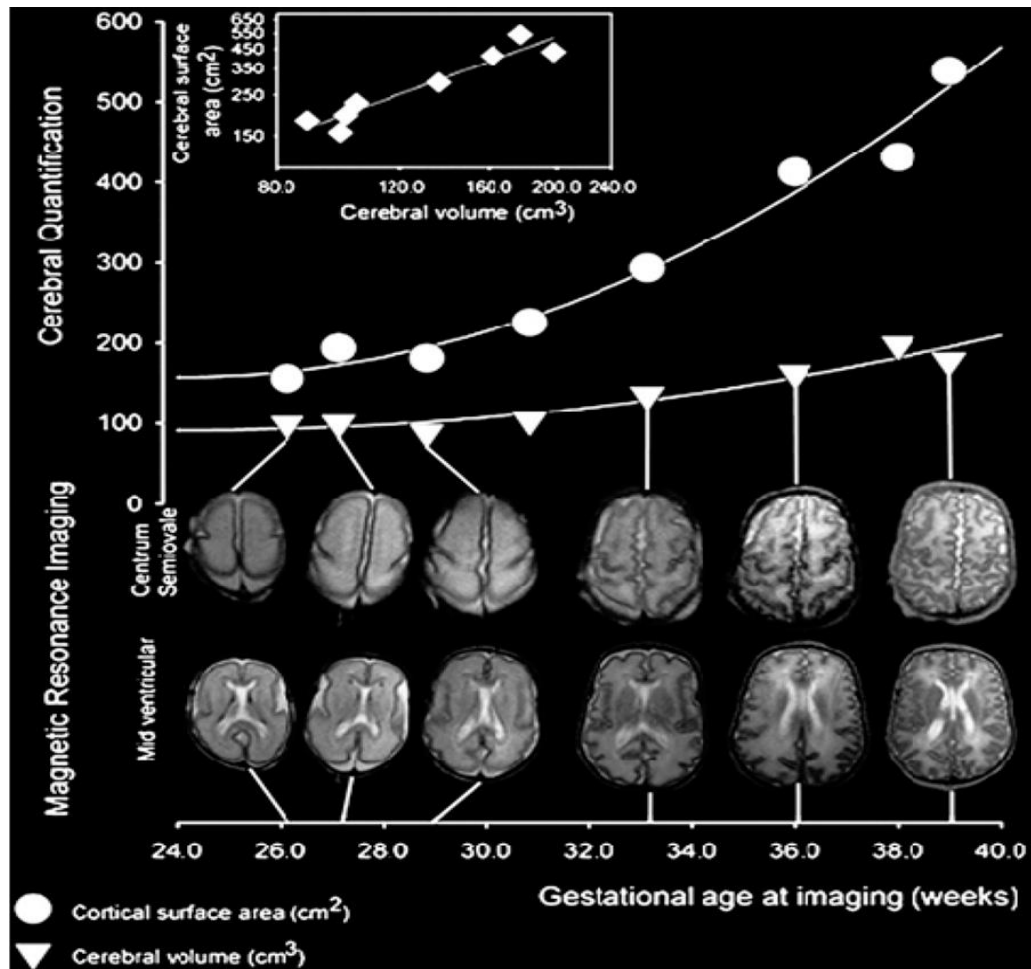 600
500
400
300
200
100
0
Cerebral Quantification
650
550
450
350
250
150
Cerebral surface
area (cm2)
80.0 120.0 160.0 200.0 240.0
Cerebral volume (cm3)
Magnetic Resonance Imaging
Centrum
Semiovale
Mid ventricular
24.0 26.0 28.0 30.0 32.0 34.0 36.0 38.0 40.0
Gestational age at imaging (weeks)
Cortical surface area (cm2)
Cerebral volume (cm3)